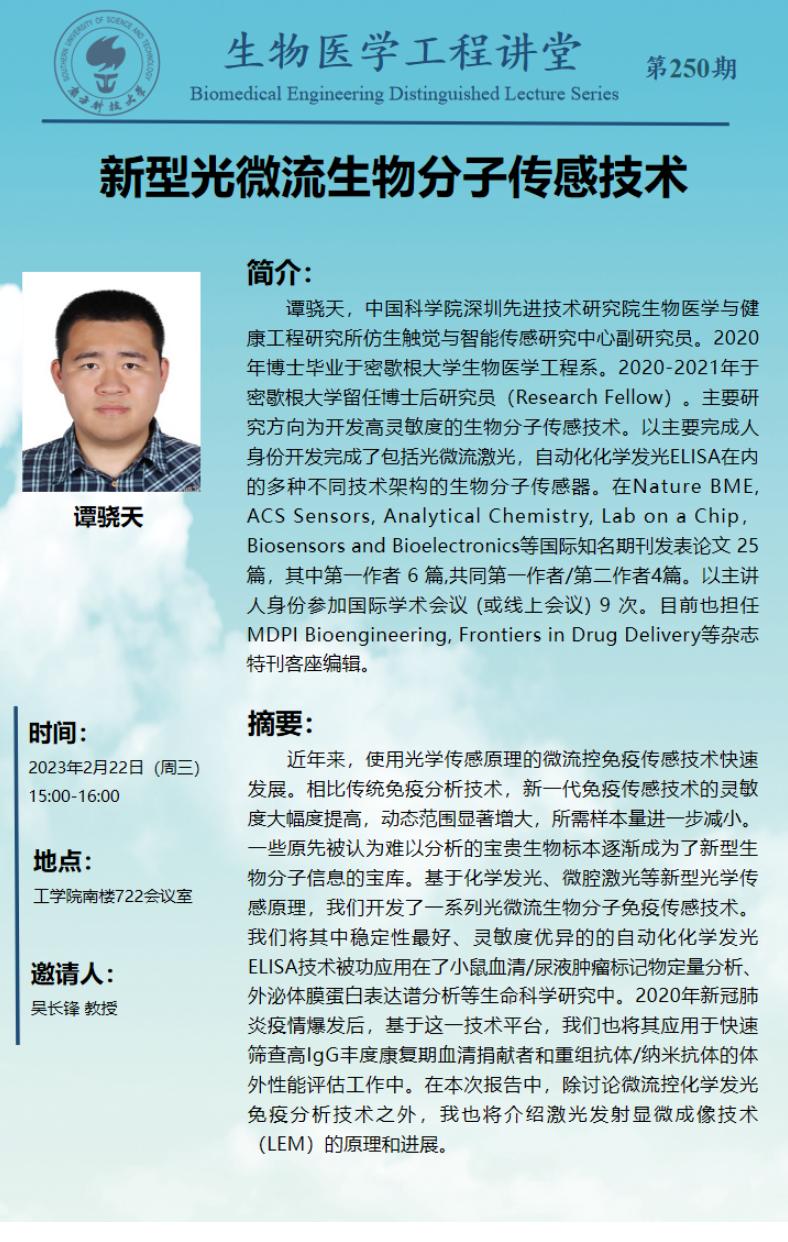 SOUTHERN UNIVERSITY OF SCIENCE AND TECHNOLOGY
南方科技大学
生物医学工程讲堂
第250期
Biomedical Engineering Distinguished Lecture Series
新型光微流生物分子传感技术
谭骁天
简介：
谭骁天，中国科学院深圳先进技术研究院生物医学与健
康工程研究所仿生触觉与智能传感研究中心副研究员。2020
年博士毕业于密歇根大学生物医学工程系。2020-2021年于
密歇根大学留任博士后研究员（Research Fellow）。主要研
究方向为开发高灵敏度的生物分子传感技术。以主要完成人
身份开发完成了包括光微流激光，自动化化学发光ELISA在内
的多种不同技术架构的生物分子传感器。在Nature BME,
ACS Sensors, Analytical Chemistry, Lab on a Chip,
Biosensors and Bioelectronics等国际知名期刊发表论文 25
篇，其中第一作者 6 篇,共同第一作者/第二作者4篇。以主讲
人身份参加国际学术会议 (或线上会议) 9 次。目前也担任
MDPI Bioengineering, Frontiers in Drug Delivery等杂志
特刊客座编辑。
时间：
2023年2月22日（周三）
15:00-16:00
地点：
工学院南楼722会议室
邀请人：
吴长锋 教授
摘要：
近年来，使用光学传感原理的微流控免疫传感技术快速
发展。相比传统免疫分析技术，新一代免疫传感技术的灵敏
度大幅度提高，动态范围显著增大，所需样本量进一步减小。
一些原先被认为难以分析的宝贵生物标本逐渐成为了新型生
物分子信息的宝库。基于化学发光、微腔激光等新型光学传
感原理，我们开发了一系列光微流生物分子免疫传感技术。
我们将其中稳定性最好、灵敏度优异的的自动化化学发光
ELISA技术被功应用在了小鼠血清/尿液肿瘤标记物定量分析、
外泌体膜蛋白表达谱分析等生命科学研究中。2020年新冠肺
炎疫情爆发后，基于这一技术平台，我们也将其应用于快速
筛查高IgG丰度康复期血清捐献者和重组抗体/纳米抗体的体
外性能评估工作中。在本次报告中，除讨论微流控化学发光
免疫分析技术之外，我也将介绍激光发射显微成像技术
（LEM）的原理和进展。